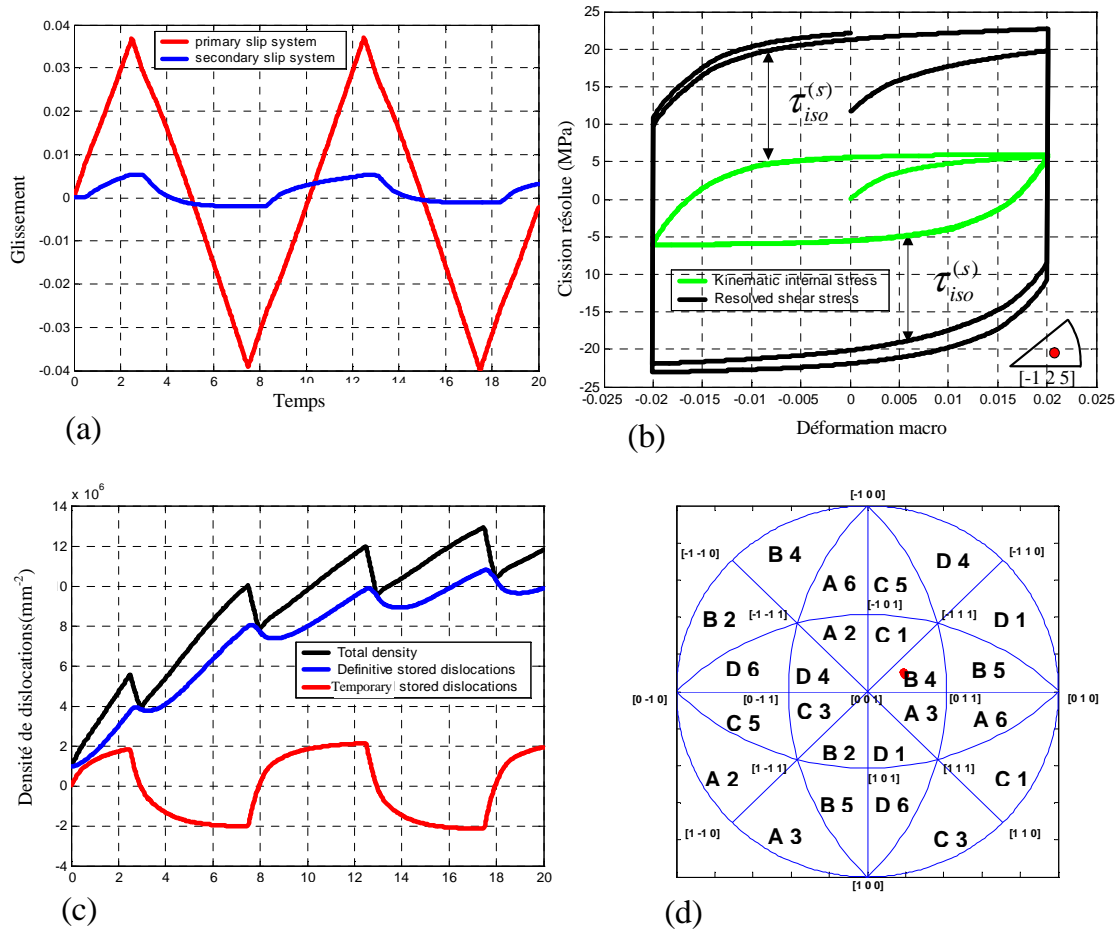 0.04
0.03
0.02
0.01
0
-0.01
-0.02
-0.03
-0.04
0 2 4 6 8 10 12 14 16 18 20
Glissement
Temps
primary slip system
secondary slip system
(a)
25
20
15
10
5
0
-5
-10
-15
-20
-25
-0.025 -0.02 -0.015 -0.01 -0.005 0 0.005 0.01 0.015 0.02 0.025
Cission résolue (MPa)
Déformation macro
τ(s)iso
τ(s)iso
Kinematic internal stress
Resolved shear stress
[-1 2 5]
(b)
x 10^6
14
12
10
8
6
4
2
0
-2
-4
0 2 4 6 8 10 12 14 16 18 20
Densité de dislocations(mm-2)
Total density
Definitive stored dislocations
Temporary stored dislocations
(c)
[-1 0 0]
[-1 -1 0] B 4 D 4 [-1 1 0]
A 6 C 5
[-1 0 1]
B 2 [-1 -1 1] A 2 C 1 [-1 1 1] D 1
D 6 D 4 B 4 B 5
[0 -1 0] [0 -1 1] [0 0 1] [0 1 1] [0 1 0]
C 5 C 3 A 3 A 6
A 2 [1 -1 1] B 2 D 1 [1 1 1] C 1
[1 0 1]
B 5 D 6
[1 -1 0] A 3 C 3 [1 1 0]
[1 0 0]
(d)